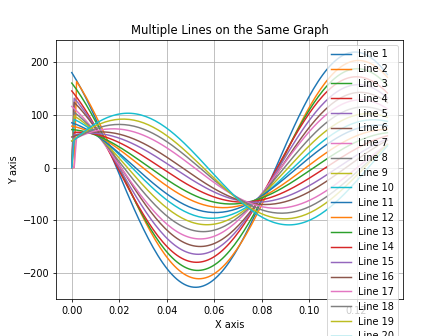 Multiple Lines on the Same Graph
Y axis
200
100
0
−100
−200
0.00
0.02
0.04
0.06
0.08
0.10
X axis
Line 1
Line 2
Line 3
Line 4
Line 5
Line 6
Line 7
Line 8
Line 9
Line 10
Line 11
Line 12
Line 13
Line 14
Line 15
Line 16
Line 17
Line 18
Line 19
Line 20